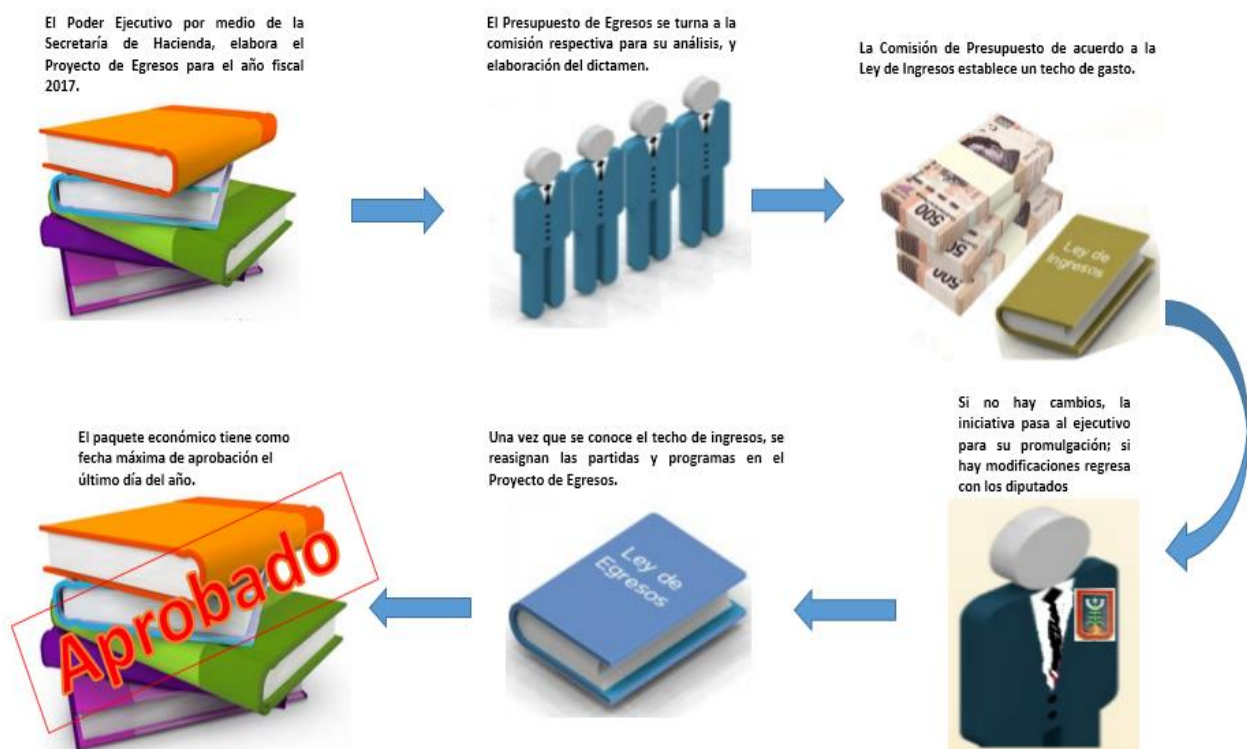 El Poder Ejecutivo por medio de la
Secretaría de Hacienda, elabora el
Proyecto de Egresos para el año fiscal
2017.
El Presupuesto de Egresos se turna a la
comisión respectiva para su análisis, y
elaboración del dictamen.
La Comisión de Presupuesto de acuerdo a la
Ley de Ingresos establece un techo de gasto.
500
50
500
Ley de
Ingresos
Si no hay cambios, la
iniciativa pasa al ejecutivo
para su promulgación; si
hay modificaciones regresa
con los diputados
Una vez que se conoce el techo de ingresos, se
reasignan las partidas y programas en el
Proyecto de Egresos.
Ley de
Egresos
El paquete económico tiene como
fecha máxima de aprobación el
último día del año.
Aprobado